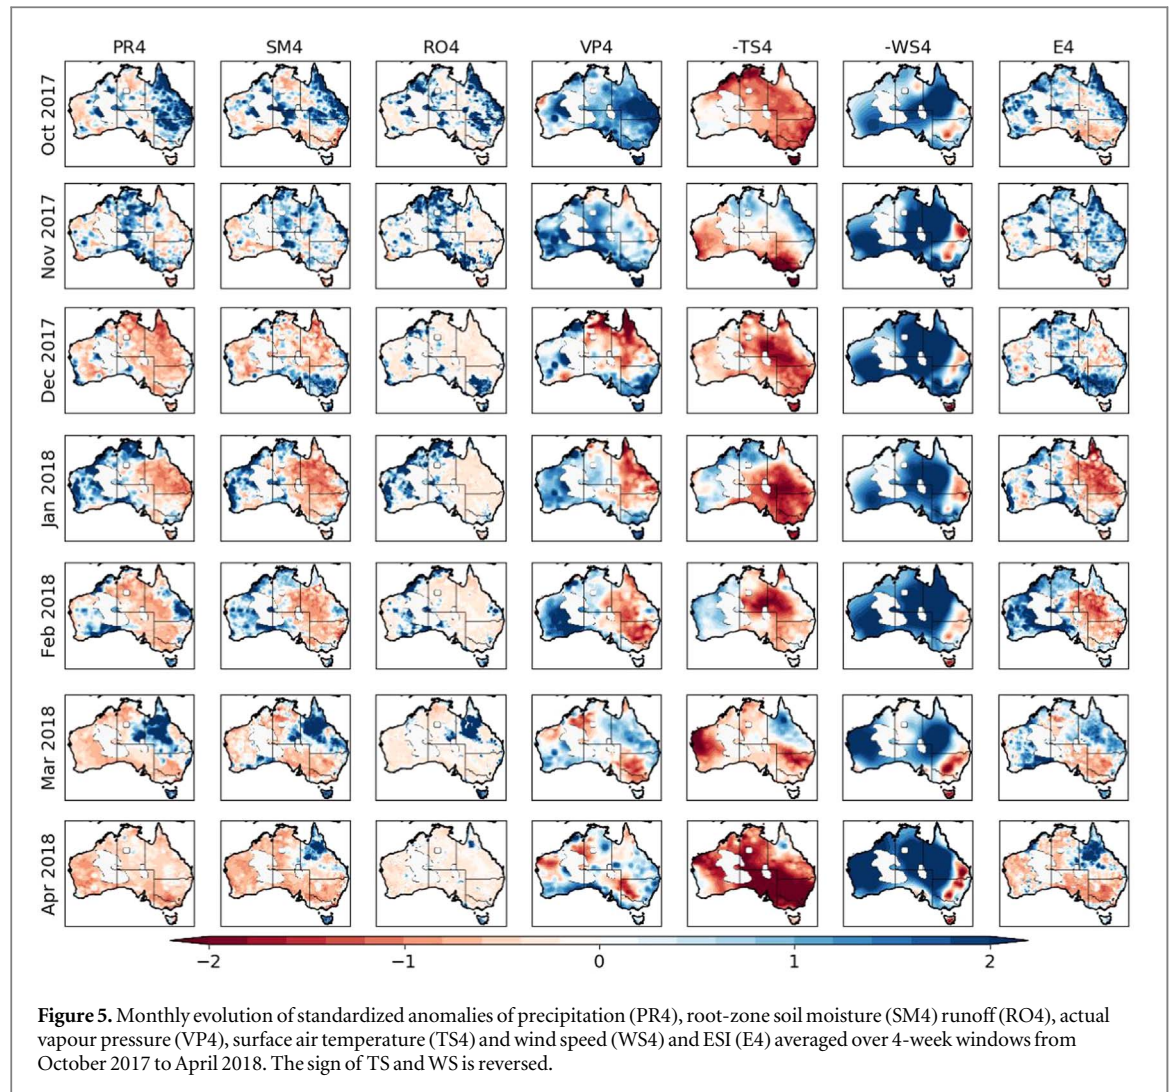 PR4 SM4 RO4 VP4 -TS4 -WS4 E4
Oct 2017
Nov 2017
Dec 2017
Jan 2018
Feb 2018
Mar 2018
Apr 2018
−2 −1 0 1 2
Figure 5. Monthly evolution of standardized anomalies of precipitation (PR4), root-zone soil moisture (SM4) runoff (RO4), actual
vapour pressure (VP4), surface air temperature (TS4) and wind speed (WS4) and ESI (E4) averaged over 4-week windows from
October 2017 to April 2018. The sign of TS and WS is reversed.